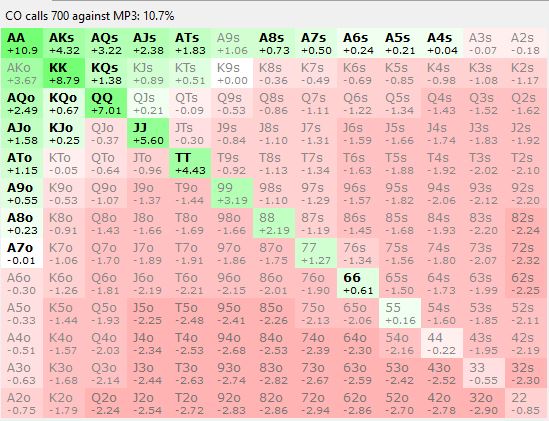 CO calls 700 against MP3: 10.7%
AA AKs AQs AJs ATs A9s A8s A7s A6s A5s A4s A3s A2s
+10.9 +4.32 +3.22 +2.38 +1.83 +1.06 +0.73 +0.50 +0.24 +0.21 +0.04 -0.07 -0.18
AKo KK KQs KJs KTs K9s K8s K7s K6s K5s K4s K3s K2s
+3.67 +8.79 +1.38 +0.89 +0.51 +0.00 -0.36 -0.49 -0.69 -0.85 -0.98 -1.08 -1.17
AQo KQo QQ QJs QTs Q9s Q8s Q7s Q6s Q5s Q4s Q3s Q2s
+2.49 +0.67 +7.01 +0.21 -0.09 -0.53 -0.86 -1.11 -1.22 -1.34 -1.43 -1.52 -1.62
AJo KJo QJo JJ JTs J9s J8s J7s J6s J5s J4s J3s J2s
+1.58 +0.25 -0.37 +5.60 -0.30 -0.84 -1.10 -1.31 -1.59 -1.66 -1.74 -1.83 -1.92
ATo KTo QTo JTo TT T9s T8s T7s T6s T5s T4s T3s T2s
+1.15 -0.05 -0.64 -0.96 +4.43 -0.92 -1.13 -1.34 -1.63 -1.88 -1.92 -2.02 -2.10
A9o K9o Q9o J9o T9o 99 98s 97s 96s 95s 94s 93s 92s
+0.55 -0.53 -1.07 -1.37 -1.44 +3.19 -1.10 -1.29 -1.57 -1.82 -2.06 -2.12 -2.20
A8o K8o Q8o J8o T8o 98o 88 87s 86s 85s 84s 83s 82s
+0.23 -0.91 -1.43 -1.66 -1.69 -1.66 +2.19 -1.19 -1.45 -1.68 -1.93 -2.20 -2.24
A7o K7o Q7o J7o T7o 97o 87o 77 76s 75s 74s 73s 72s
-0.01 -1.06 -1.70 -1.89 -1.91 -1.86 -1.75 +1.27 -1.34 -1.56 -1.80 -2.07 -2.32
A6o K6o Q6o J6o T6o 96o 86o 76o 66 65s 64s 63s 62s
-0.30 -1.26 -1.81 -2.19 -2.21 -2.15 -2.01 -1.90 +0.61 -1.50 -1.73 -1.99 -2.25
A5o K5o Q5o J5o T5o 95o 85o 75o 65o 55 54s 53s 52s
-0.33 -1.44 -1.93 -2.25 -2.48 -2.41 -2.26 -2.13 -2.06 +0.16 -1.60 -1.85 -2.11
A4o K4o Q4o J4o T4o 94o 84o 74o 64o 54o 44 43s 42s
-0.51 -1.57 -2.03 -2.34 -2.53 -2.68 -2.53 -2.39 -2.30 -2.16 -0.22 -1.95 -2.19
A3o K3o Q3o J3o T3o 93o 83o 73o 63o 53o 43o 33 32s
-0.63 -1.68 -2.14 -2.44 -2.63 -2.74 -2.82 -2.67 -2.59 -2.42 -2.52 -0.55 -2.30
A2o K2o Q2o J2o T2o 92o 82o 72o 62o 52o 42o 32o 22
-0.75 -1.79 -2.24 -2.54 -2.72 -2.83 -2.86 -2.94 -2.86 -2.70 -2.78 -2.90 -0.85